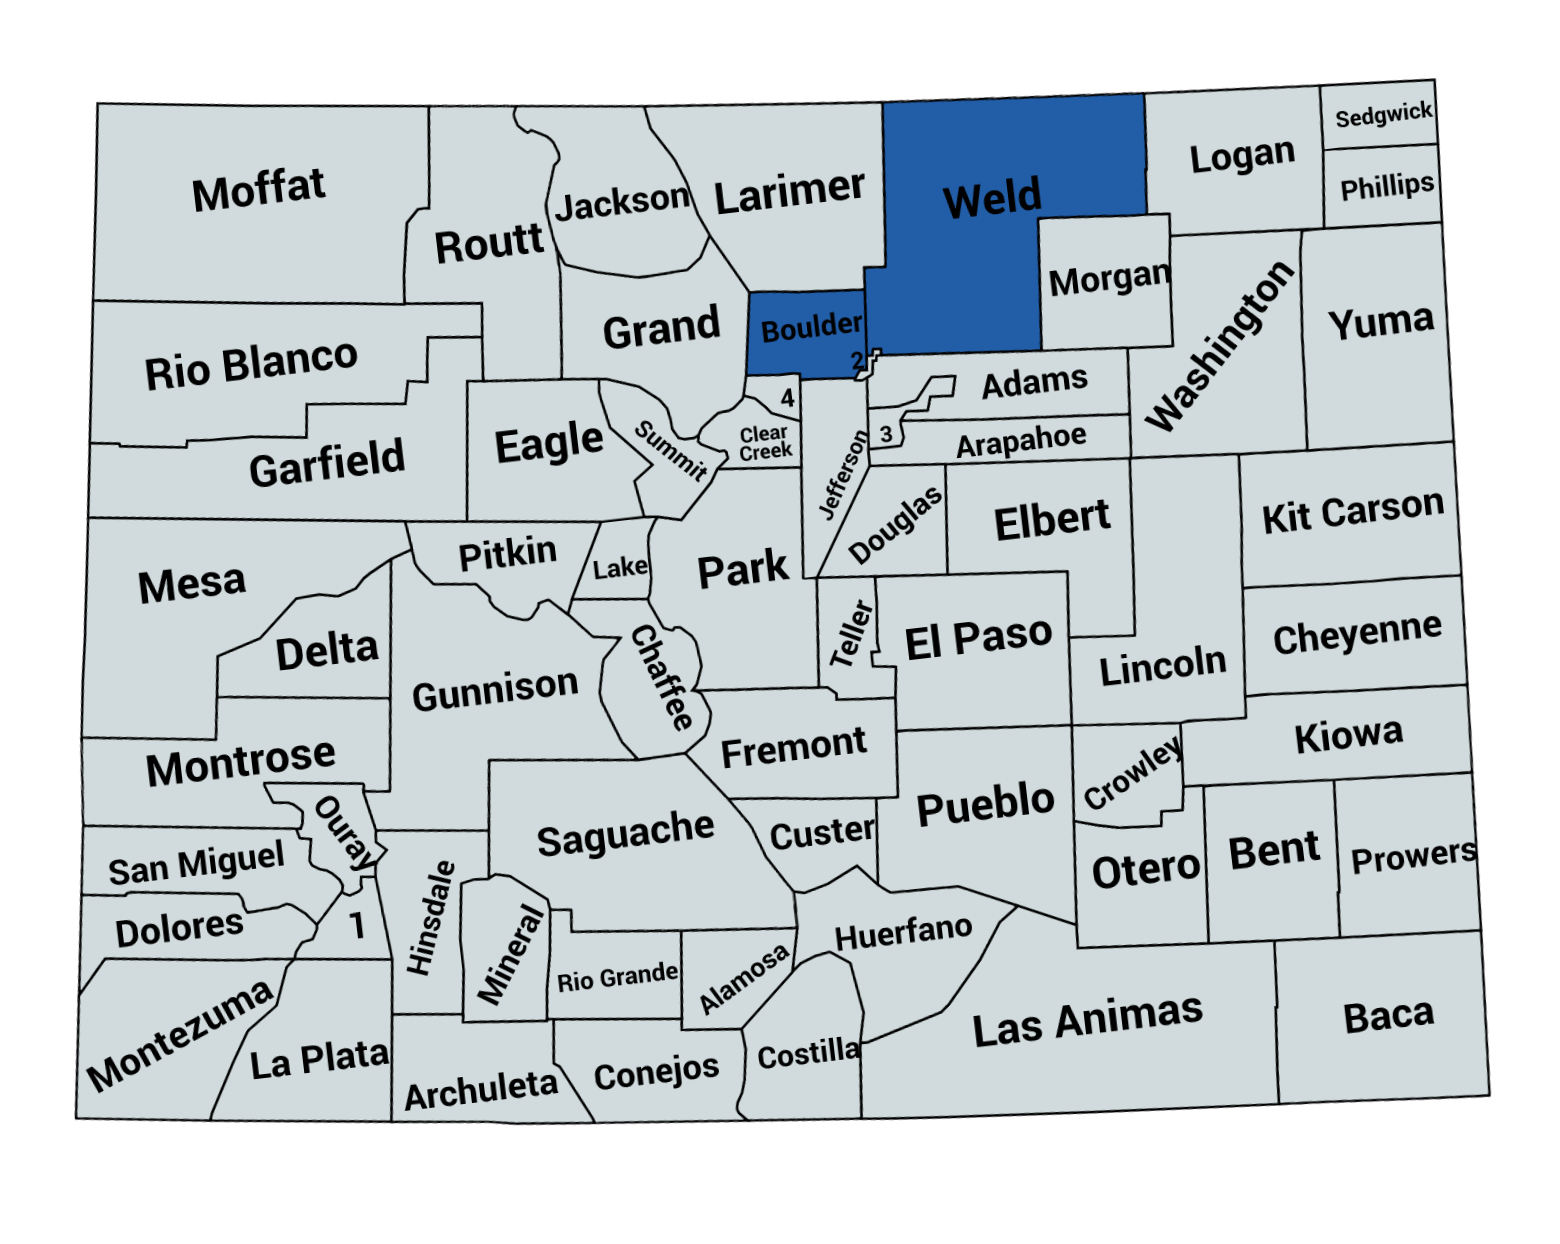 Sedgwick
Logan
Moffat
Larimer
Weld
Phillips
Jackson
Routt
Morgan
Washington
Grand
Boulder
Yuma
Rio Blanco
2
Adams
4
Clear
Creek
3
Arapahoe
Eagle
Summit
Garfield
Jefferson
Douglas
Elbert
Kit Carson
Pitkin
Lake
Park
Mesa
Teller
El Paso
Cheyenne
Delta
Chaffee
Lincoln
Gunnison
Fremont
Kiowa
Montrose
Crowley
Pueblo
Ouray
Saguache
Custer
Otero
Bent
Prowers
San Miguel
Hinsdale
Dolores
1
Mineral
Huerfano
Rio Grande
Alamosa
Montezuma
Las Animas
Baca
La Plata
Archuleta
Conejos
Costilla